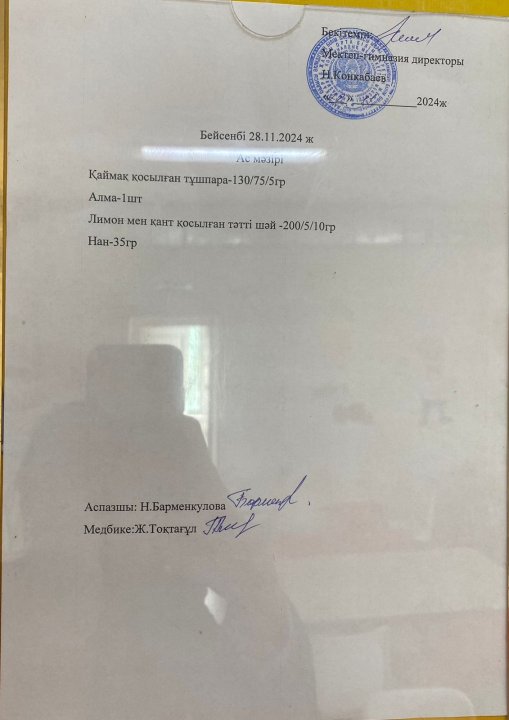 Бекітемін
Мектеп-гимназия директоры
Н.Конкабаев
2024ж
Бейсенбі 28.11.2024 ж
Ас мәзірі
Қаймақ қосылған тұшпара-130/75/5гр
Алма-1шт
Лимон мен қант қосылған тәтті шәй -200/5/10гр
Нан-35гр
Аспазшы: Н.Барменкулова
Медбике:Ж.Тоқтағұл